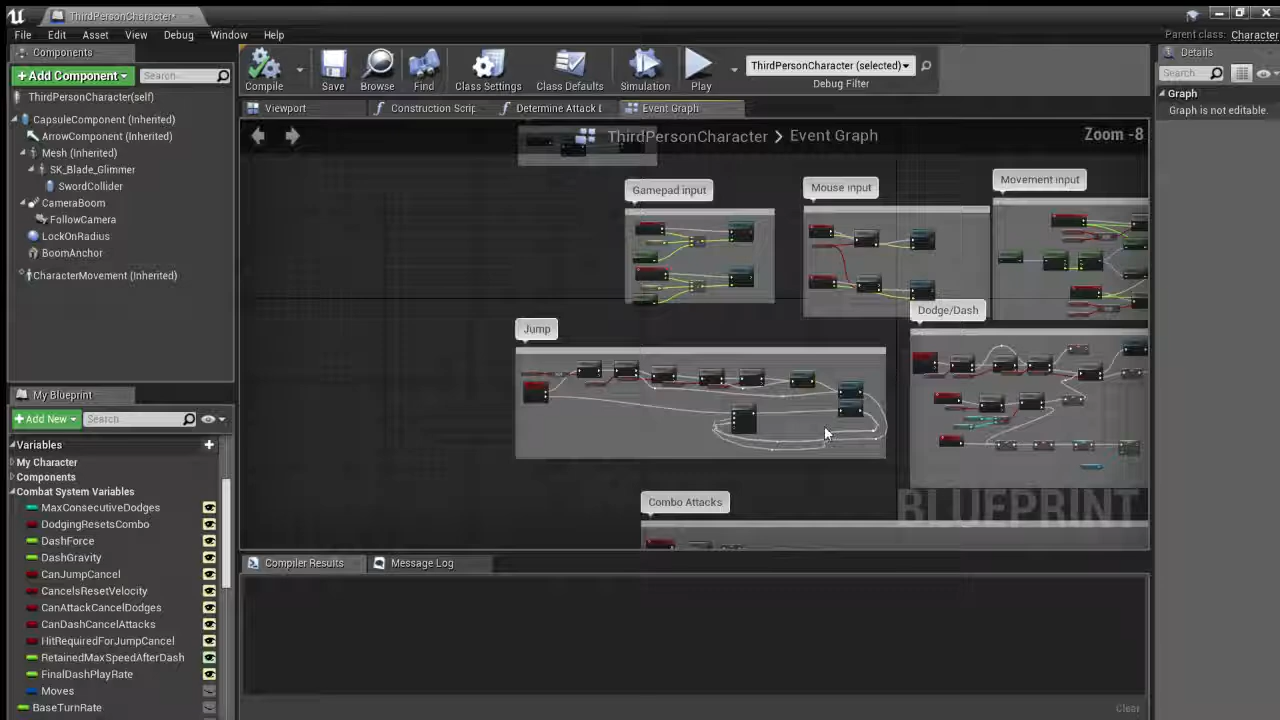 ThirdPersonCharacter*
File Edit Asset View Debug Window Help
Parent class: Character
Components
+ Add Component
Search
ThirdPersonCharacter(self)
CapsuleComponent (Inherited)
ArrowComponent (Inherited)
Mesh (Inherited)
SK_Blade_Glimmer
SwordCollider
CameraBoom
FollowCamera
LockOnRadius
BoomAnchor
CharacterMovement (Inherited)
My Blueprint
+ Add New
Search
Variables
My Character
Components
Combat System Variables
MaxConsecutiveDodges
DodgingResetsCombo
DashForce
DashGravity
CanJumpCancel
CancelsResetVelocity
CanAttackCancelDodges
CanDashCancelAttacks
HitRequiredForJumpCancel
RetainedMaxSpeedAfterDash
FinalDashPlayRate
Moves
BaseTurnRate
Compile
Save
Browse
Find
Class Settings
Class Defaults
Simulation
Play
ThirdPersonCharacter (selected)
Debug Filter
Viewport
Construction Scrip
Determine Attack I
Event Graph
ThirdPersonCharacter > Event Graph
Zoom -8
Gamepad input
Mouse input
Movement input
Jump
Dodge/Dash
Combo Attacks
BLUEPRINT
Compiler Results
Message Log
Clear
Details
Search
Graph
Graph is not editable.